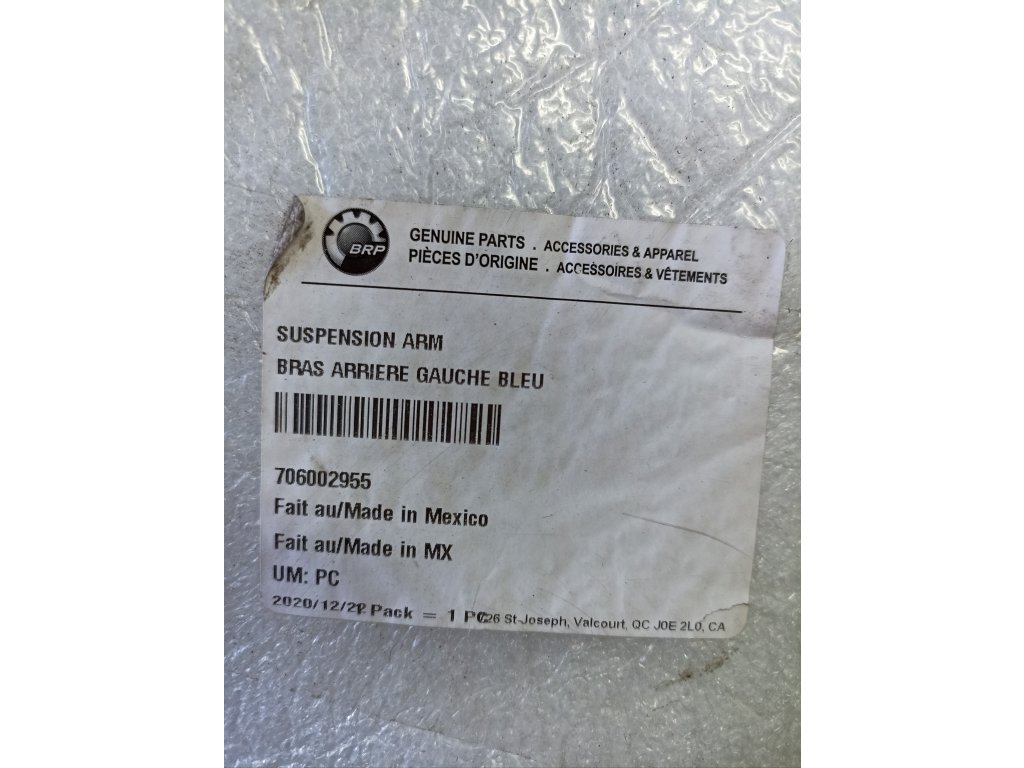 BRP
GENUINE PARTS . ACCESSORIES & APPAREL
PIÈCES D'ORIGINE . ACCESSOIRES & VÊTEMENTS
SUSPENSION ARM
BRAS ARRIERE GAUCHE BLEU
706002955
Fait au/Made in Mexico
Fait au/Made in MX
UM: PC
Pack = 1 PC St-Joseph, Valcourt, QC J0E 2L0, CA